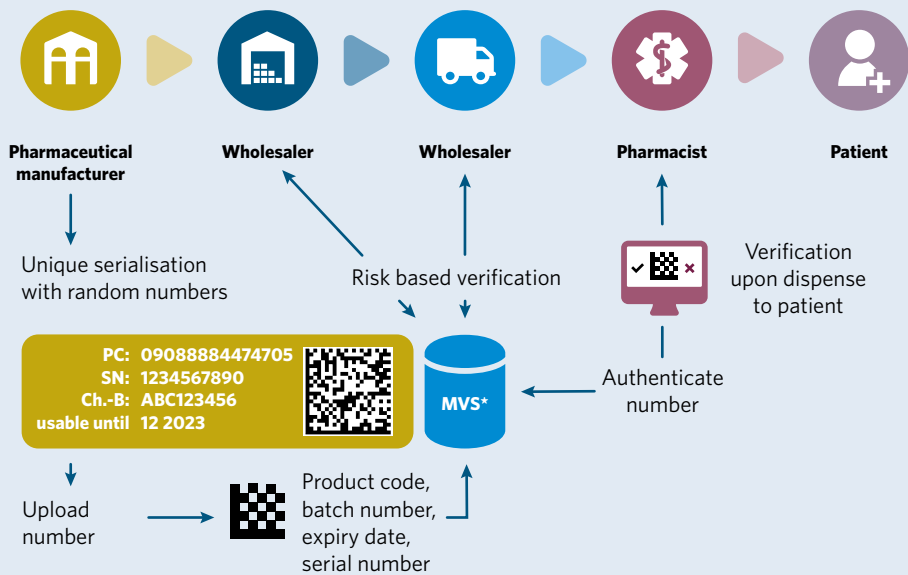 Pharmaceutical
manufacturer
Wholesaler
Wholesaler
Pharmacist
Patient
Unique serialisation
with random numbers
Risk based verification
Verification
upon dispense
to patient
PC: 09088884474705
SN: 1234567890
Ch.-B: ABC123456
usable until 12 2023
MVS*
Authenticate
number
Upload
number
Product code,
batch number,
expiry date,
serial number